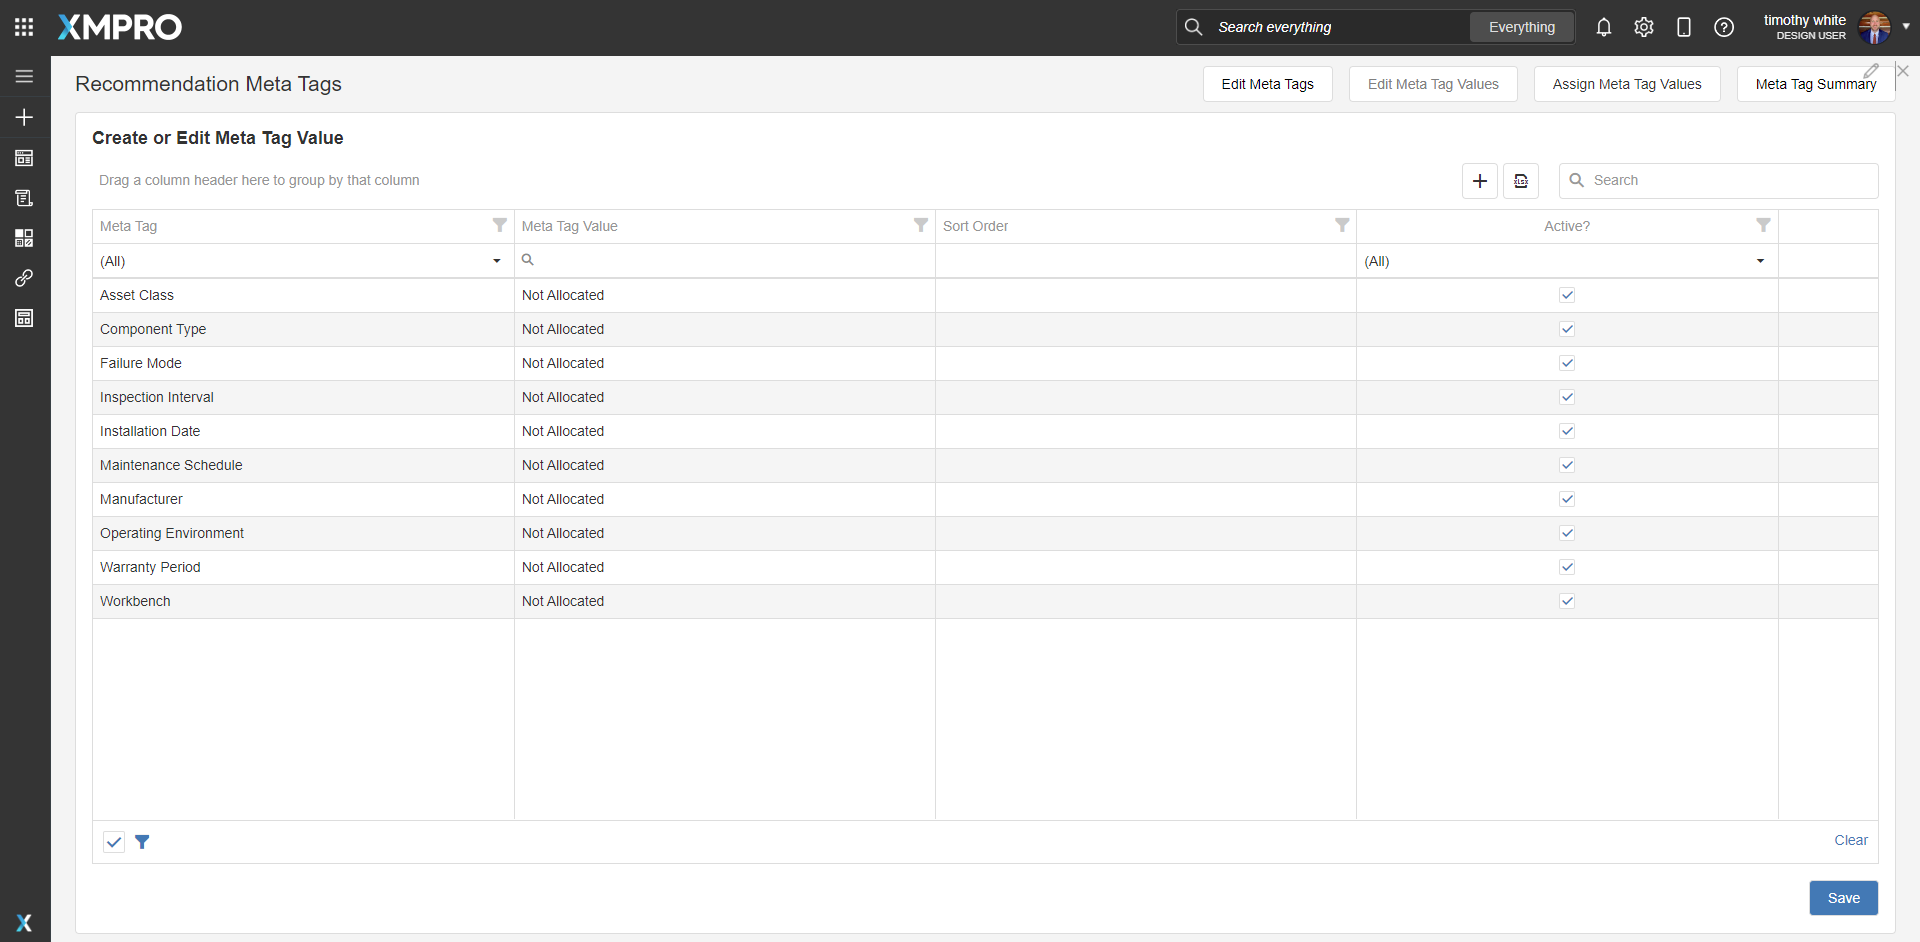 XMPRO
Search everything
Everything
timothy white
DESIGN USER
Recommendation Meta Tags
Edit Meta Tags
Edit Meta Tag Values
Assign Meta Tag Values
Meta Tag Summary
Create or Edit Meta Tag Value
Drag a column header here to group by that column
xlsx
Search
Meta Tag
Meta Tag Value
Sort Order
Active?
(All)
(All)
Asset Class
Not Allocated
Component Type
Not Allocated
Failure Mode
Not Allocated
Inspection Interval
Not Allocated
Installation Date
Not Allocated
Maintenance Schedule
Not Allocated
Manufacturer
Not Allocated
Operating Environment
Not Allocated
Warranty Period
Not Allocated
Workbench
Not Allocated
Clear
Save
X